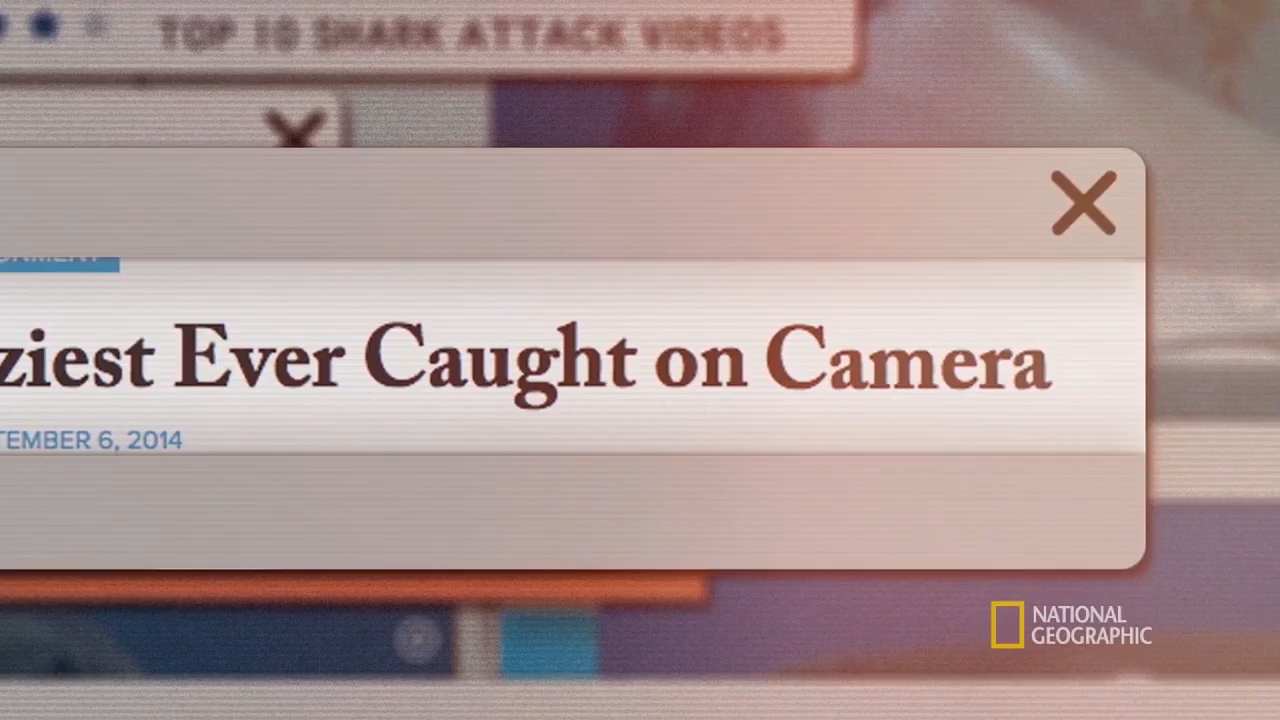 TOP 10 SHARK ATTACK VIDEOS
ziest Ever Caught on Camera
TEMBER 6, 2014
NATIONAL
GEOGRAPHIC